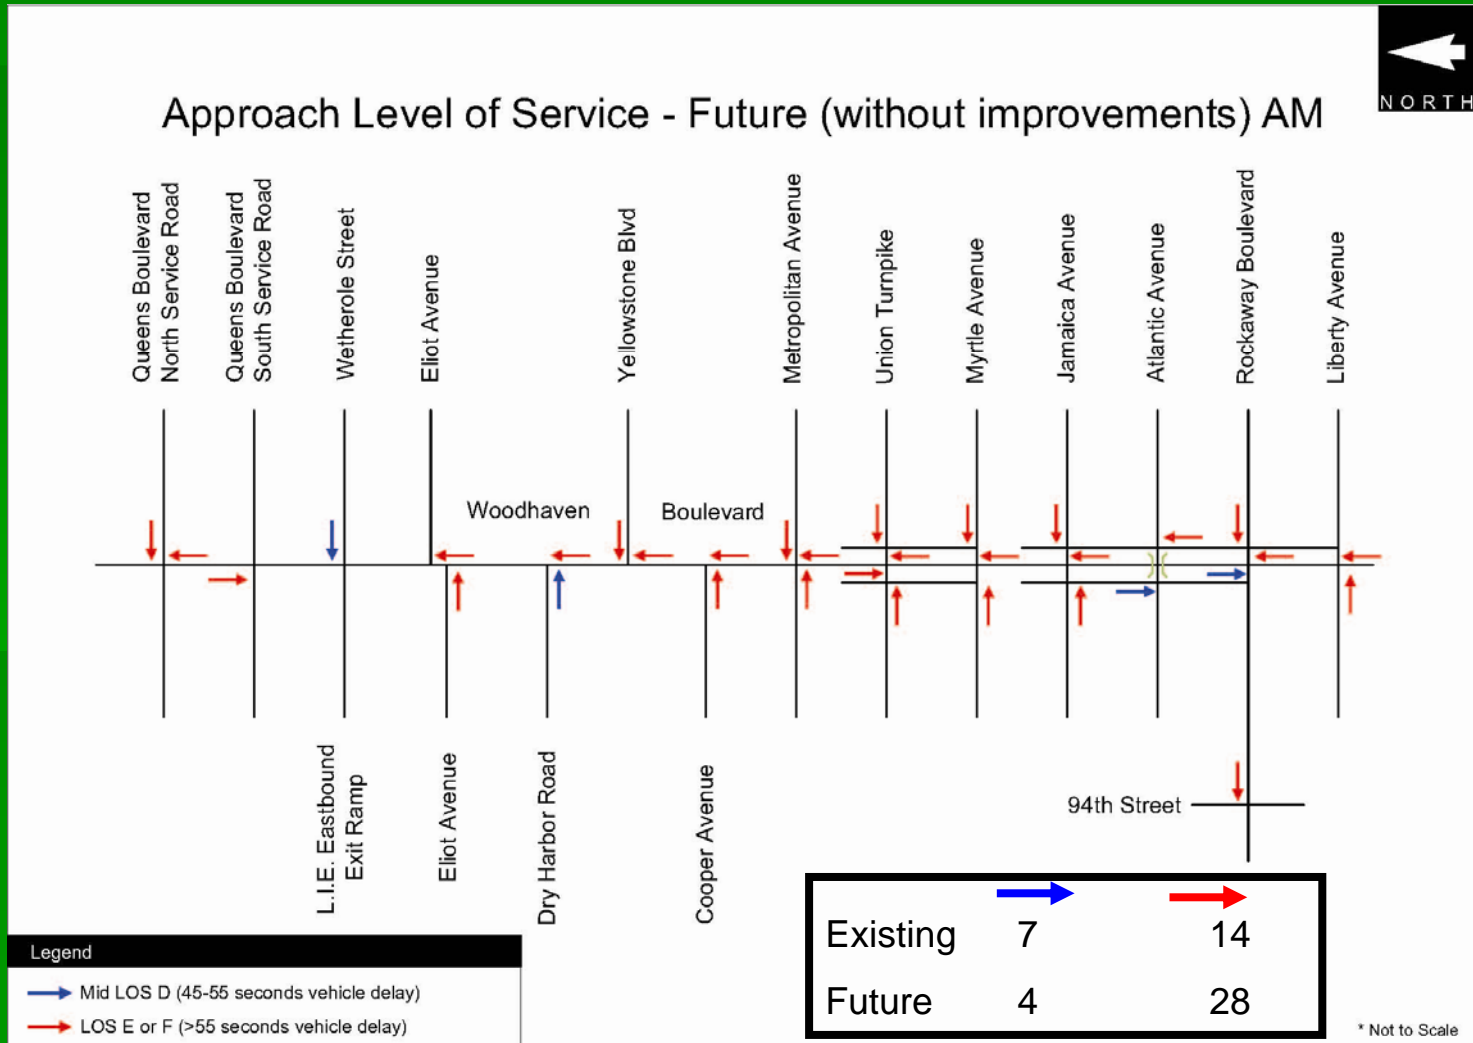 NORTH
Approach Level of Service - Future (without improvements) AM
Queens Boulevard
North Service Road
Queens Boulevard
South Service Road
Wetherole Street
Eliot Avenue
Yellowstone Blvd
Metropolitan Avenue
Union Turnpike
Myrtle Avenue
Jamaica Avenue
Atlantic Avenue
Rockaway Boulevard
Liberty Avenue
Woodhaven Boulevard
L.I.E. Eastbound
Exit Ramp
Eliot Avenue
Dry Harbor Road
Cooper Avenue
94th Street
Existing 7 14
Future 4 28
Legend
Mid LOS D (45-55 seconds vehicle delay)
LOS E or F (>55 seconds vehicle delay)
* Not to Scale